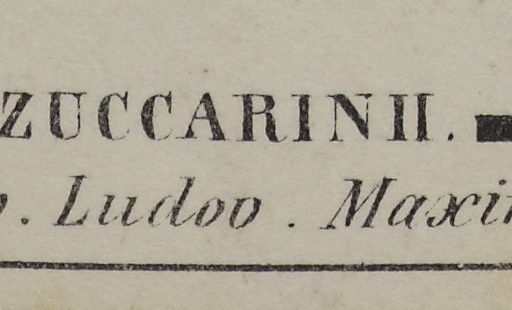 ZUCCARINII.
. Ludov. Maxi